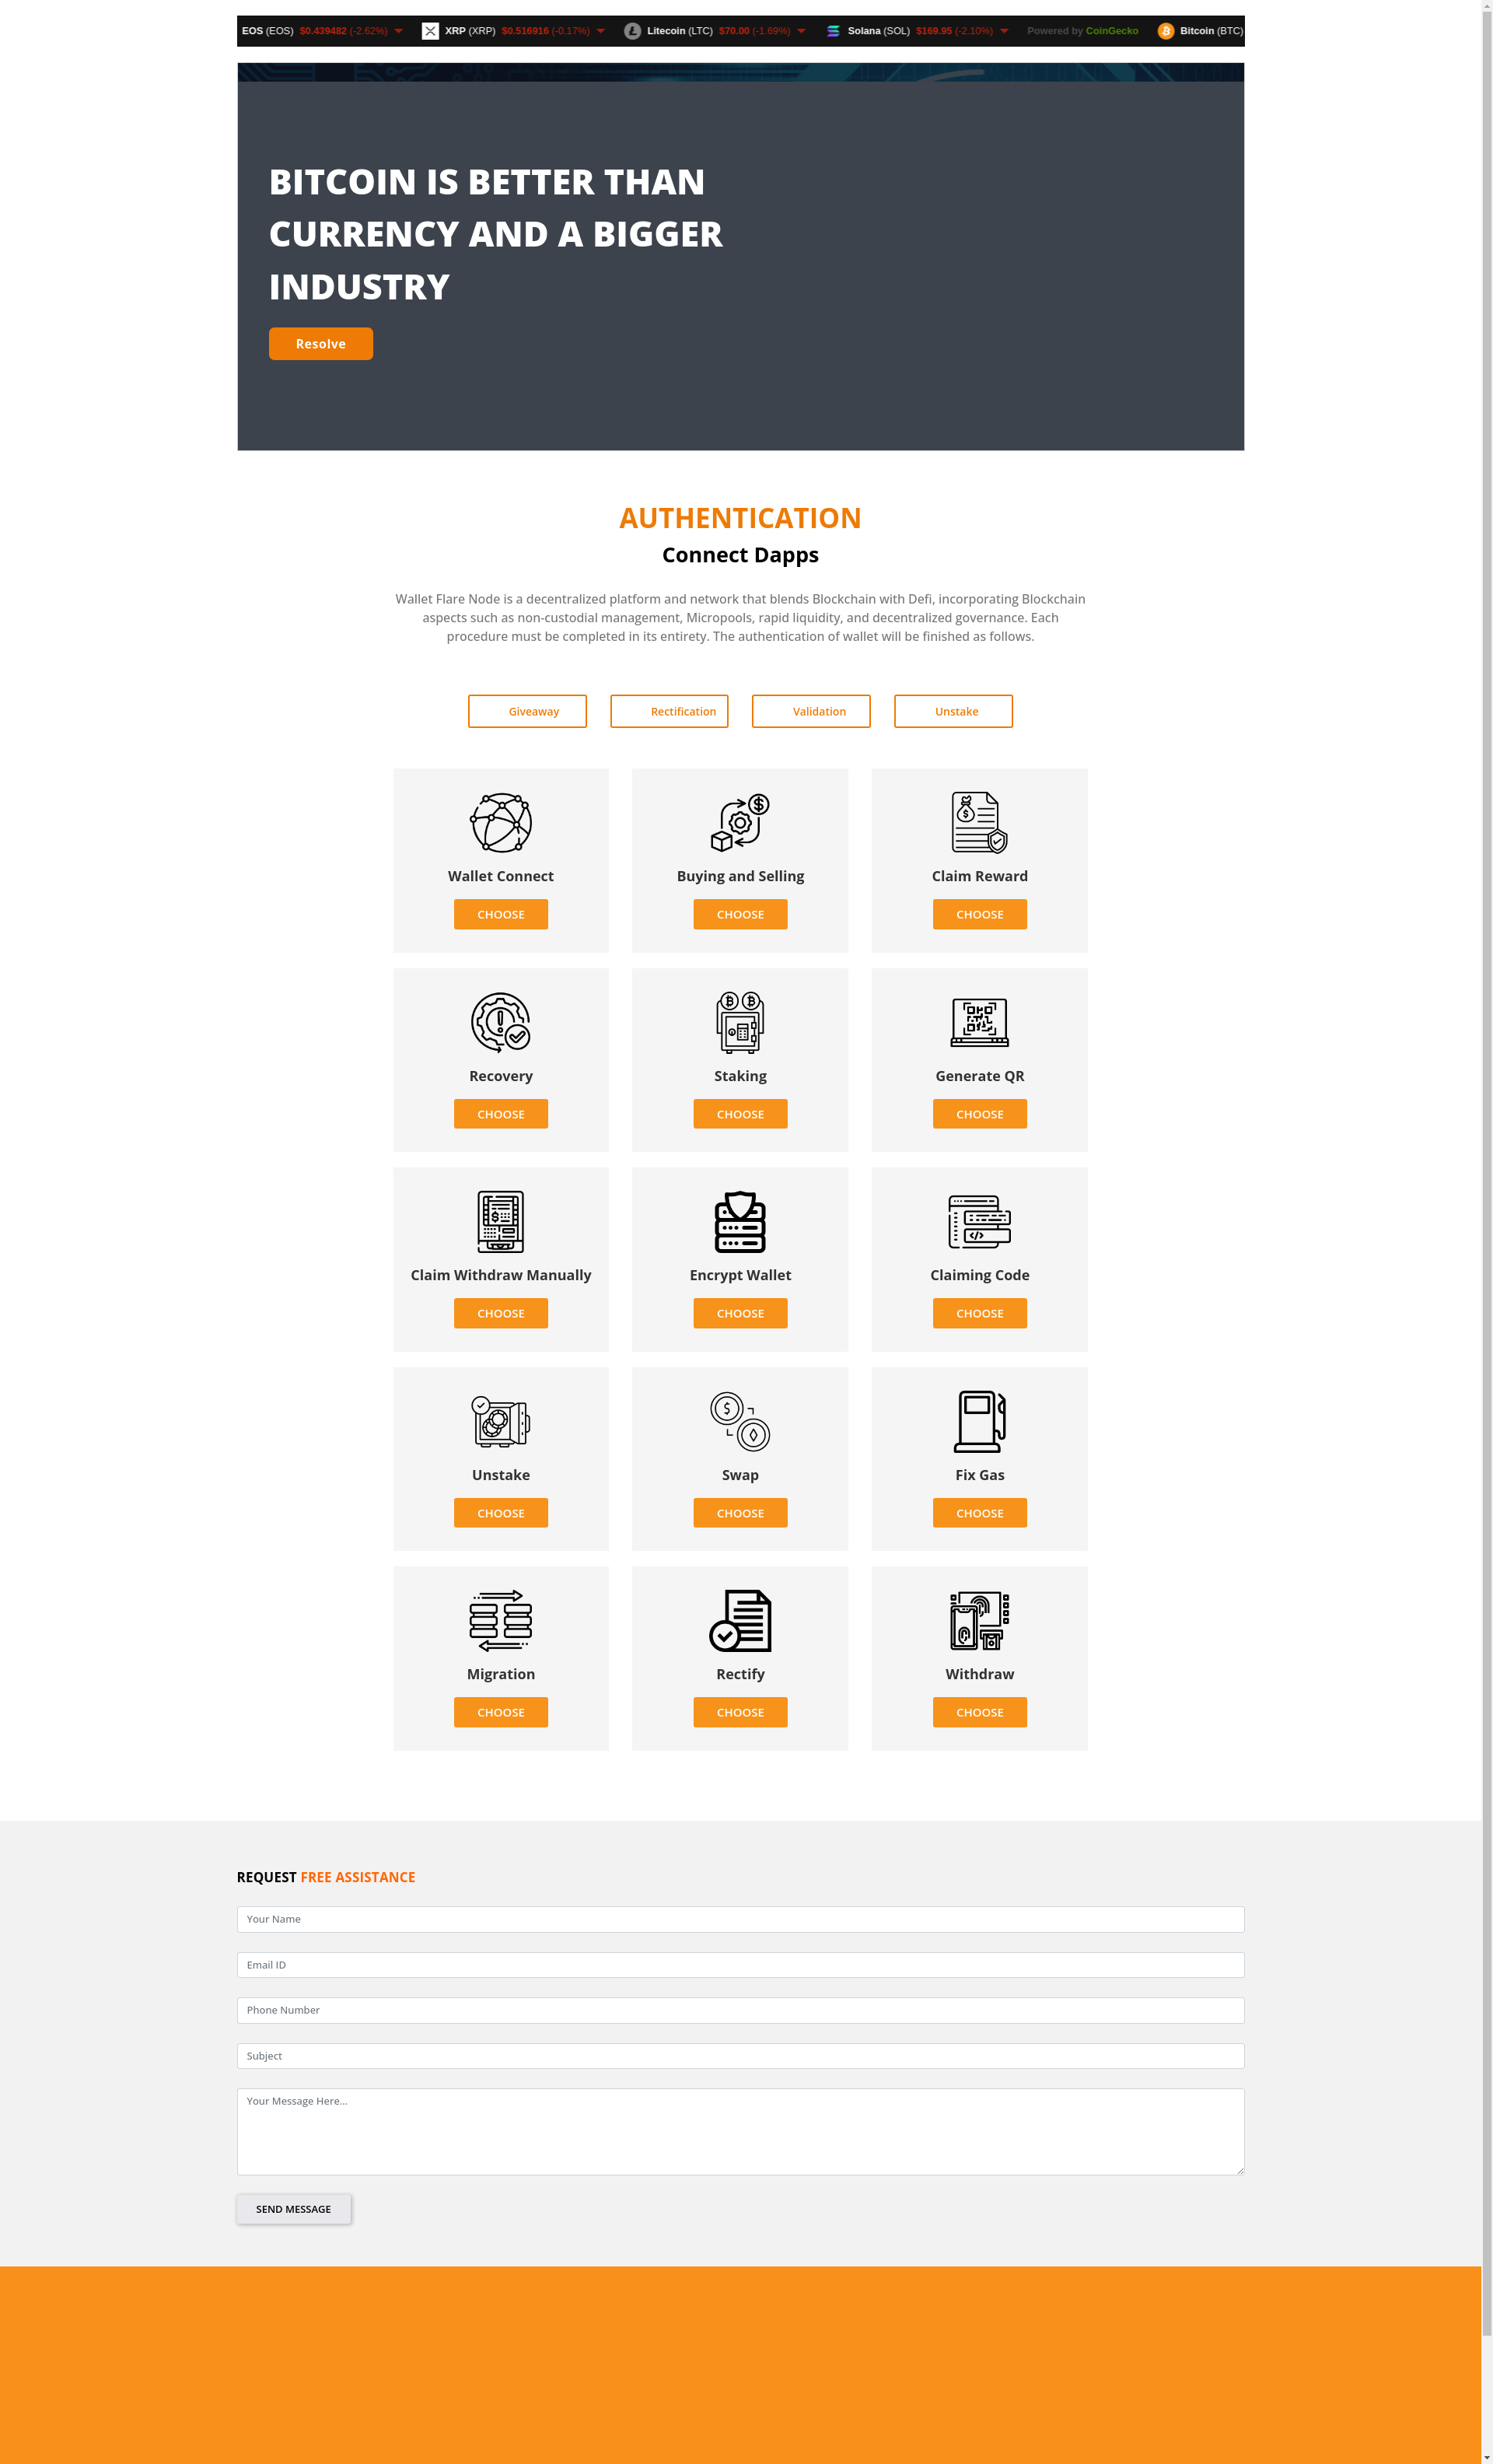 EOS (EOS) $0.439482 (-2.62%) XRP (XRP) $0.516916 (-0.17%) Litecoin (LTC) $70.00 (-1.69%) Solana (SOL) $169.95 (-2.10%) Powered by CoinGecko Bitcoin (BTC)
BITCOIN IS BETTER THAN
CURRENCY AND A BIGGER
INDUSTRY
Resolve
AUTHENTICATION
Connect Dapps
Wallet Flare Node is a decentralized platform and network that blends Blockchain with Defi, incorporating Blockchain
aspects such as non-custodial management, Micropools, rapid liquidity, and decentralized governance. Each
procedure must be completed in its entirety. The authentication of wallet will be finished as follows.
Giveaway Rectification Validation Unstake
Wallet Connect Buying and Selling Claim Reward
CHOOSE CHOOSE CHOOSE
Recovery Staking Generate QR
CHOOSE CHOOSE CHOOSE
Claim Withdraw Manually Encrypt Wallet Claiming Code
CHOOSE CHOOSE CHOOSE
Unstake Swap Fix Gas
CHOOSE CHOOSE CHOOSE
Migration Rectify Withdraw
CHOOSE CHOOSE CHOOSE
REQUEST FREE ASSISTANCE
Your Name
Email ID
Phone Number
Subject
Your Message Here...
SEND MESSAGE